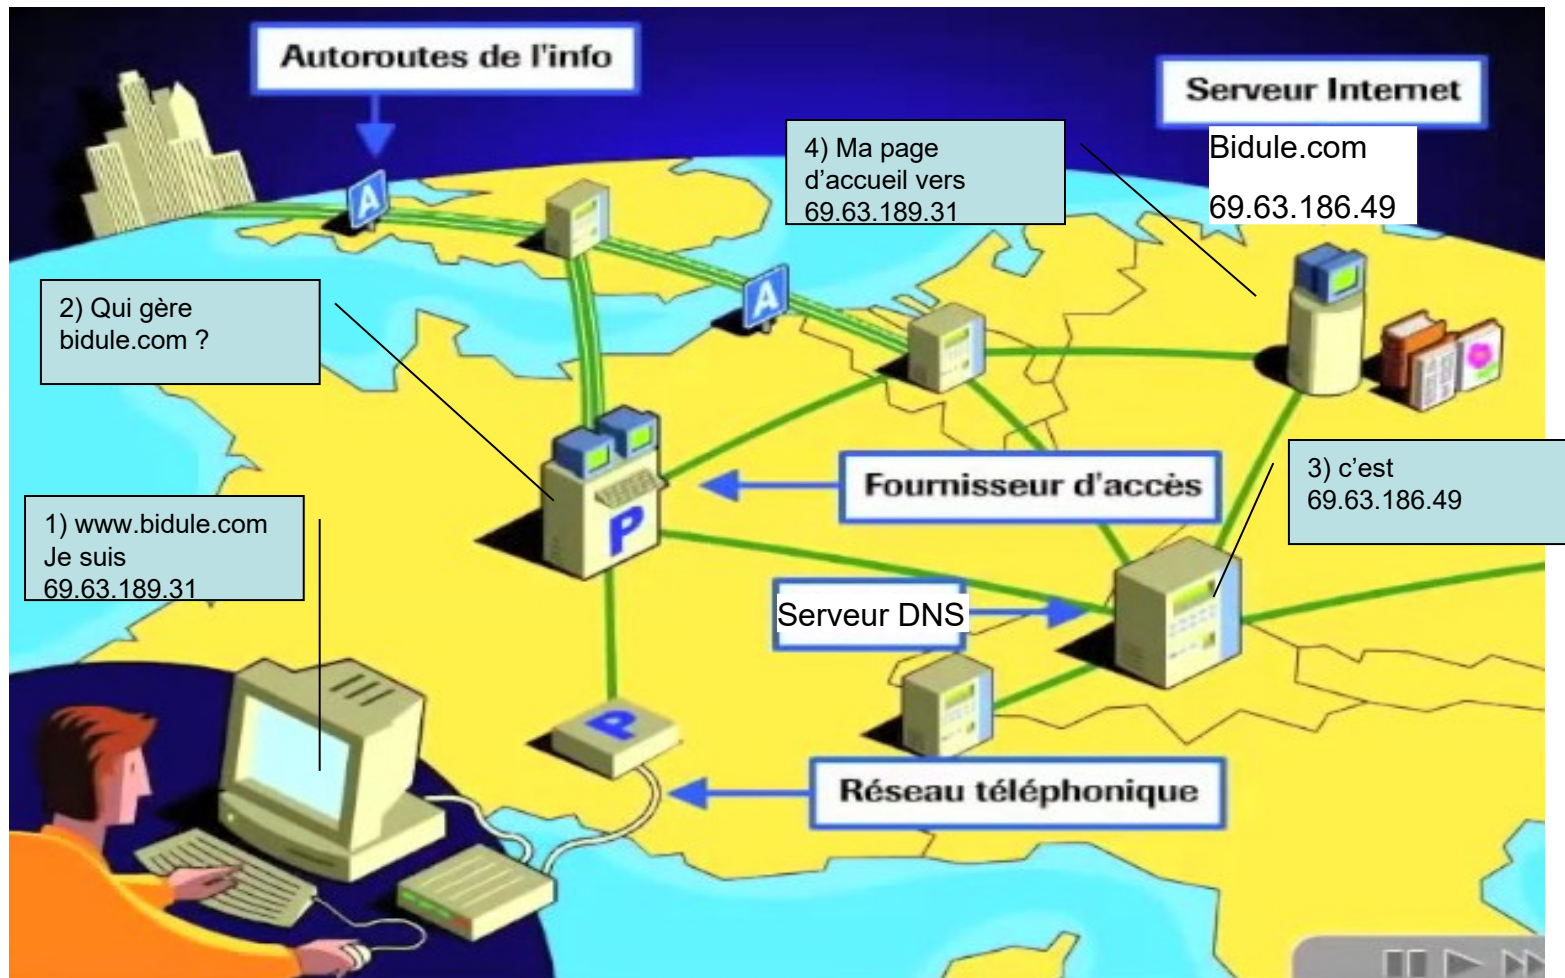 Autoroutes de l'info
Serveur Internet
Bidule.com
69.63.186.49
4) Ma page
d’accueil vers
69.63.189.31
A
A
2) Qui gère
bidule.com ?
Fournisseur d'accès
3) c’est
69.63.186.49
P
1) www.bidule.com
Je suis
69.63.189.31
Serveur DNS
P
Réseau téléphonique